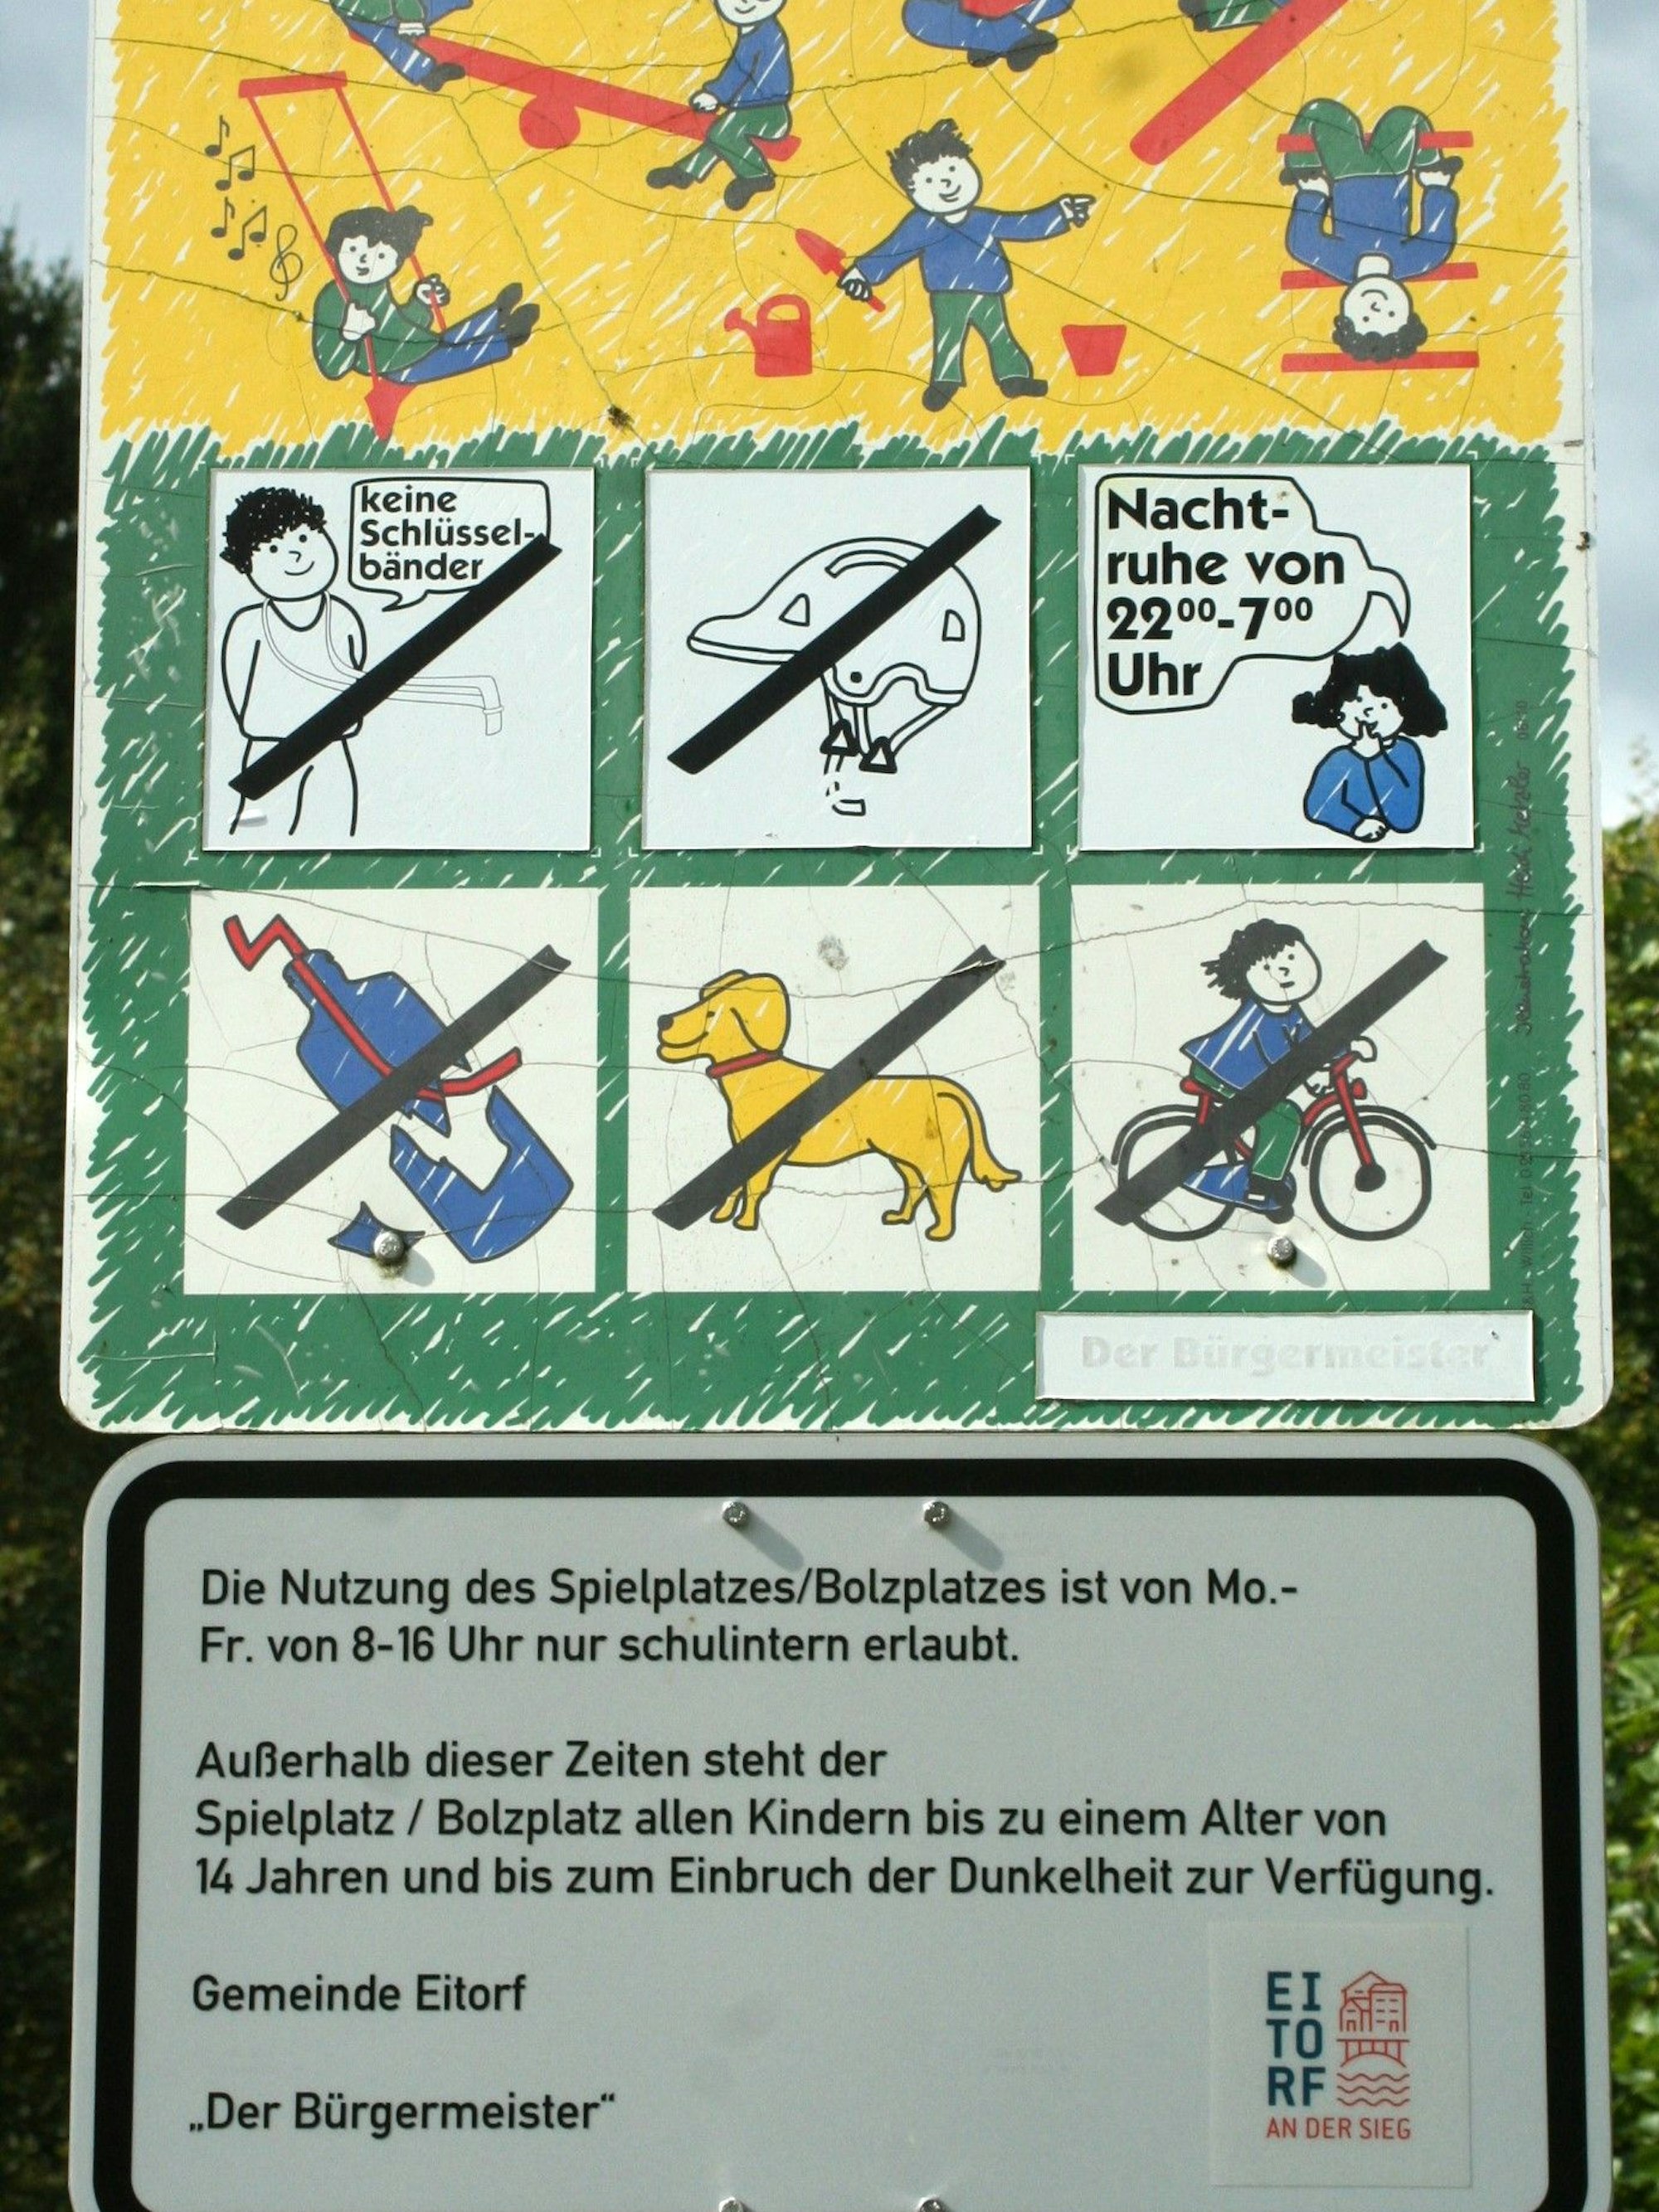 keine
Schlüssel-
bänder
Nacht-
ruhe von
22⁰⁰-7⁰⁰
Uhr
Der Bürgermeister
Die Nutzung des Spielplatzes/Bolzplatzes ist von Mo.-
Fr. von 8-16 Uhr nur schulintern erlaubt.
Außerhalb dieser Zeiten steht der
Spielplatz / Bolzplatz allen Kindern bis zu einem Alter von
14 Jahren und bis zum Einbruch der Dunkelheit zur Verfügung.
Gemeinde Eitorf
„Der Bürgermeister“
EI
TO
RF
AN DER SIEG